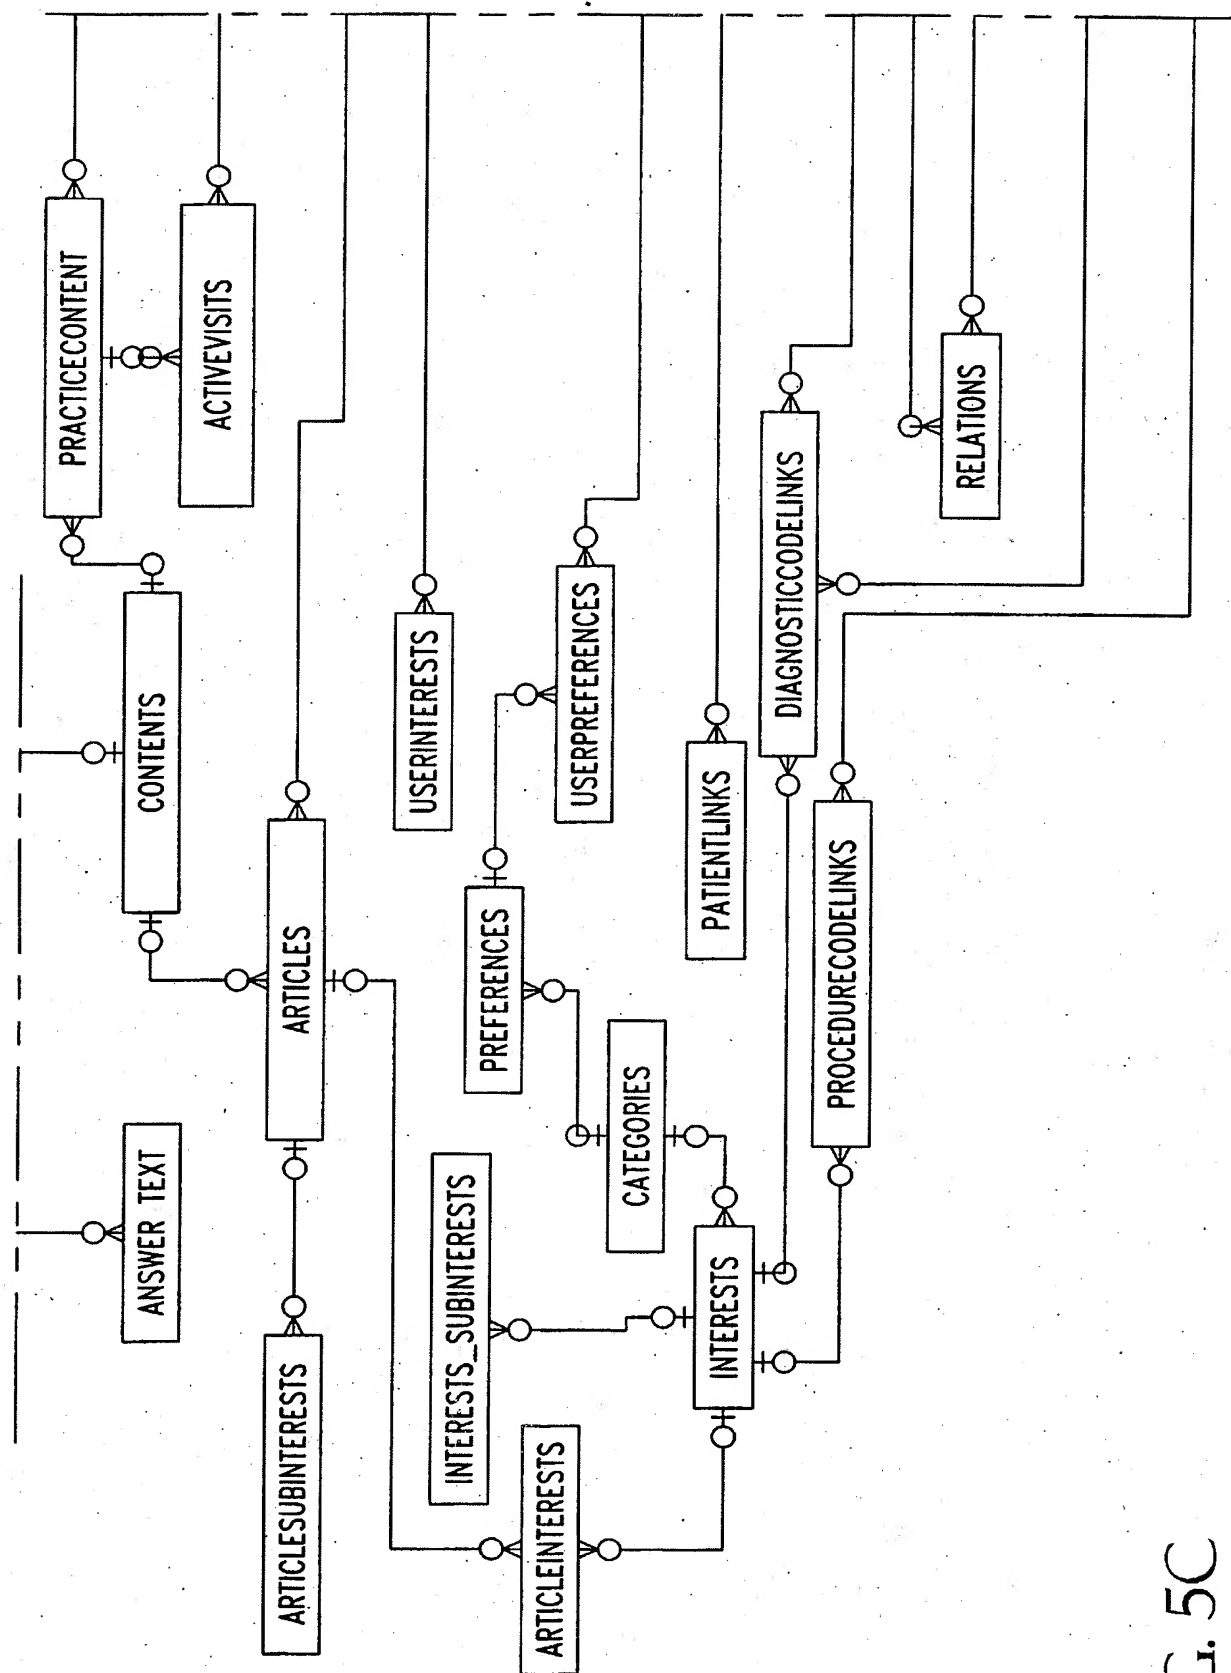 ANSWER TEXT
CONTENTS
PRACTICECONTENT
ACTIVEVISITS
ARTICLESUBINTERESTS
ARTICLES
USERINTERESTS
INTERESTS_SUBINTERESTS
PREFERENCES
USERPREFERENCES
ARTICLEINTERESTS
CATEGORIES
INTERESTS
PATIENTLINKS
DIAGNOSTICCODELINKS
PROCEDURECODELINKS
RELATIONS
5C